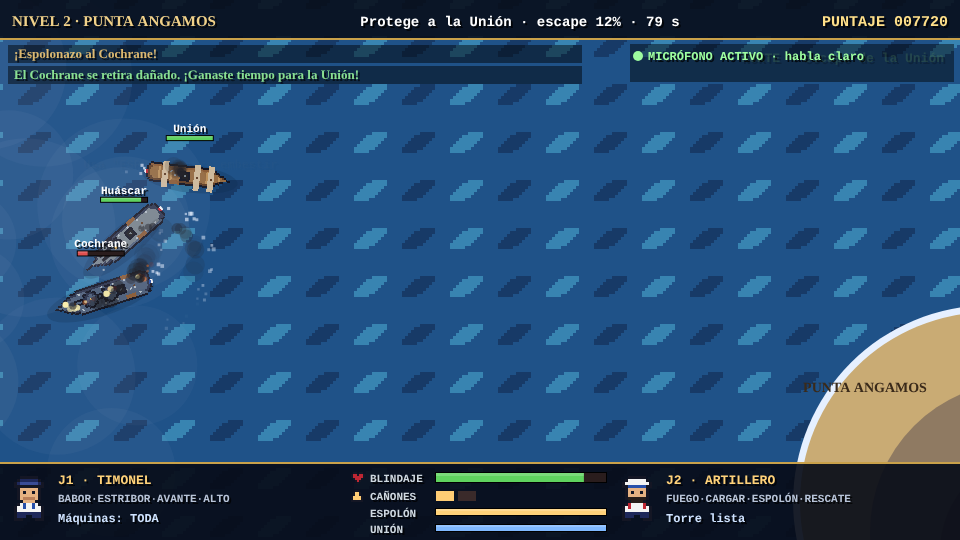 NIVEL 2 · PUNTA ANGAMOS
Protege a la Unión · escape 12% · 79 s
PUNTAJE 007720
¡Espolonazo al Cochrane!
El Cochrane se retira dañado. ¡Ganaste tiempo para la Unión!
MICRÓFONO ACTIVO · habla claro
Unión
Huáscar
Cochrane
PUNTA ANGAMOS
J1 · TIMONEL
BABOR·ESTRIBOR·AVANTE·ALTO
Máquinas: TODA
BLINDAJE
CAÑONES
ESPOLÓN
UNIÓN
J2 · ARTILLERO
FUEGO·CARGAR·ESPOLÓN·RESCATE
Torre lista